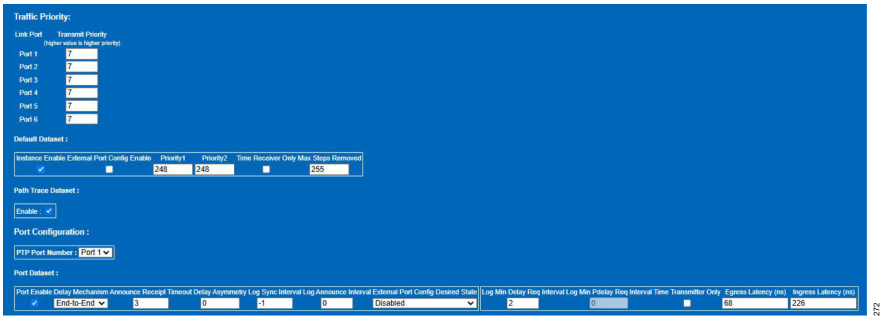 Traffic Priority:
Link Port Transmit Priority
(higher value is higher priority)
Port 1 7
Port 2 7
Port 3 7
Port 4 7
Port 5 7
Port 6 7
Default Dataset :
Instance Enable External Port Config Enable Priority1 Priority2 Time Receiver Only Max Steps Removed
248 248 255
Path Trace Dataset :
Enable :
Port Configuration :
PTP Port Number : Port 1
Port Dataset :
Port Enable Delay Mechanism Announce Receipt Timeout Delay Asymmetry Log Sync Interval Log Announce Interval External Port Config Desired State Log Min Delay Req Interval Log Min Pdelay Req Interval Time Transmitter Only Egress Latency (ns) Ingress Latency (ns)
End-to-End 3 0 -1 0 Disabled 2 0 68 226
272